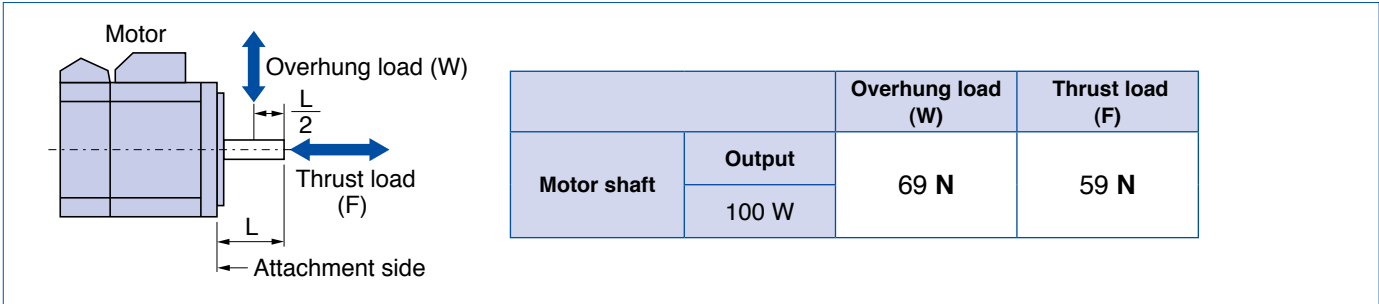 Motor
Overhung load (W)
L
2
Thrust load
(F)
L
Attachment side
Overhung load
(W)
Thrust load
(F)
Motor shaft
Output
69 N
59 N
100 W